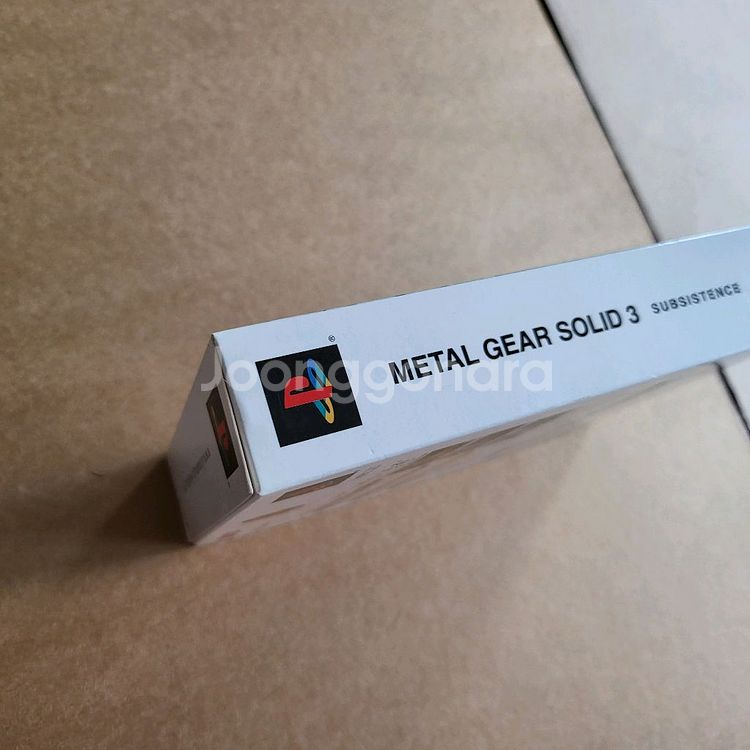 METAL GEAR SOLID 3 SUBSISTENCE
®
Joonggonara